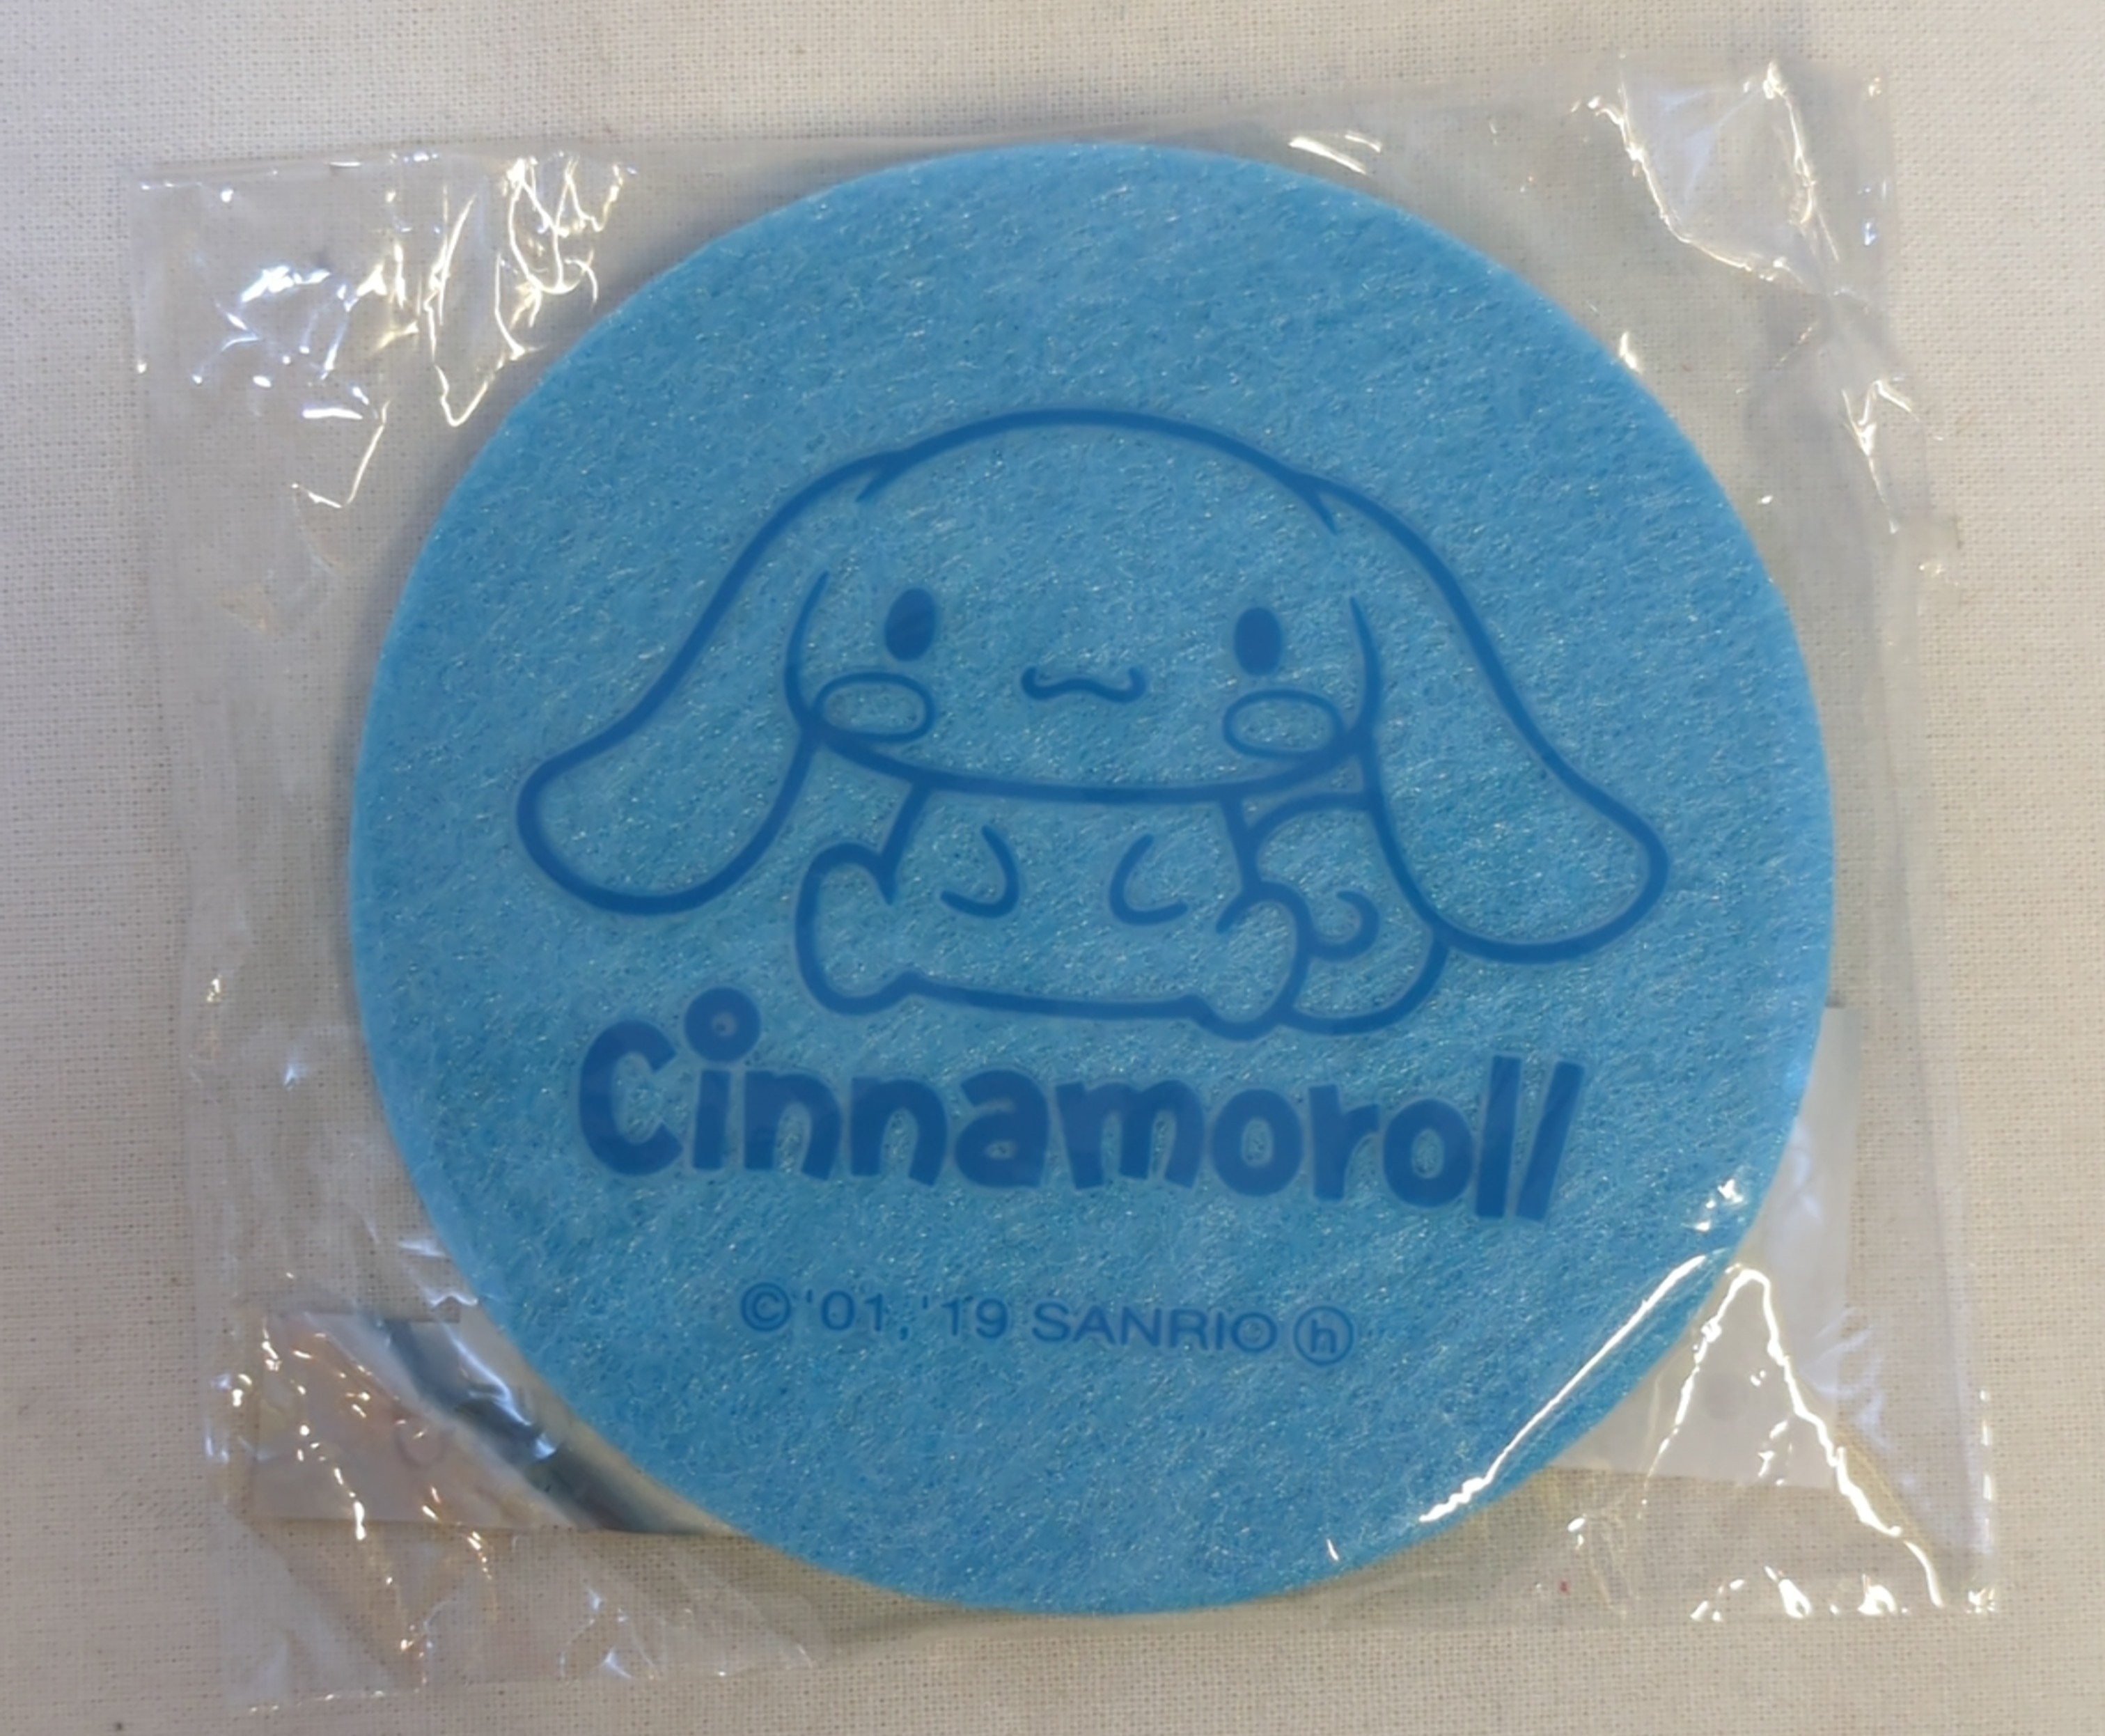 Cinnamoroll
© '01, '19 SANRIO ⓗ